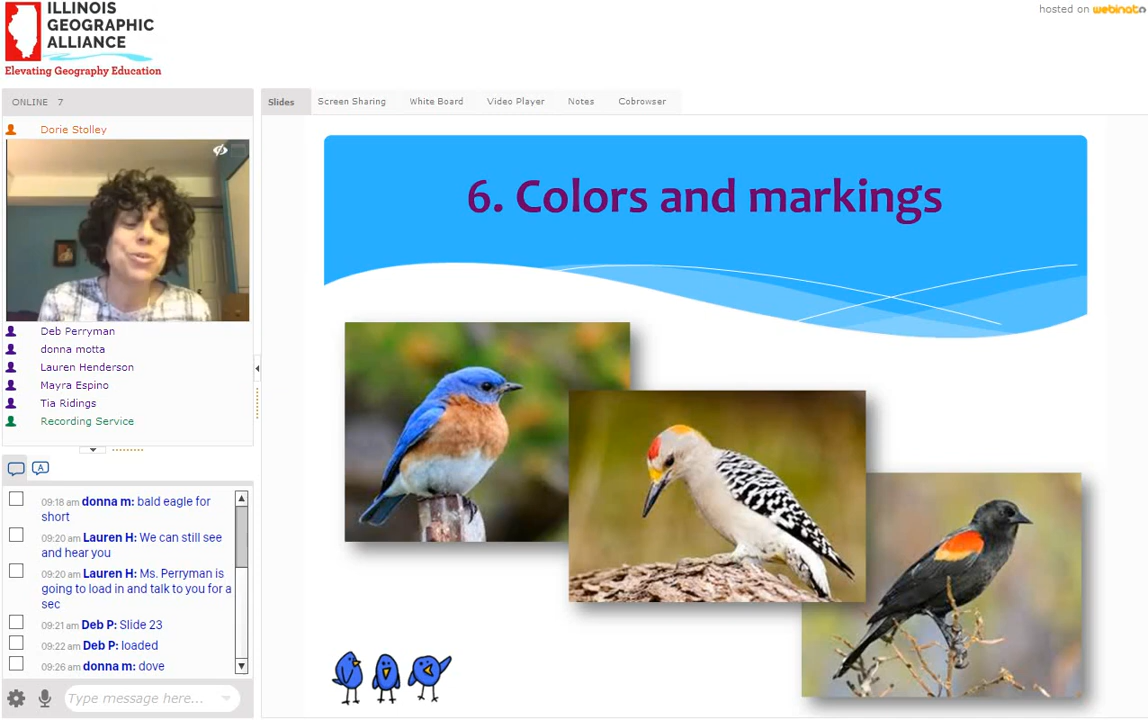 ILLINOIS
GEOGRAPHIC
ALLIANCE
Elevating Geography Education
hosted on webinato
ONLINE 7
Dorie Stolley
Deb Perryman
donna motta
Lauren Henderson
Mayra Espino
Tia Ridings
Recording Service
A
09:18 am donna m: bald eagle for
short
09:20 am Lauren H: We can still see
and hear you
09:20 am Lauren H: Ms. Perryman is
going to load in and talk to you for a
sec
09:21 am Deb P: Slide 23
09:22 am Deb P: loaded
09:26 am donna m: dove
Type message here...
Slides Screen Sharing White Board Video Player Notes Cobrowser
6. Colors and markings